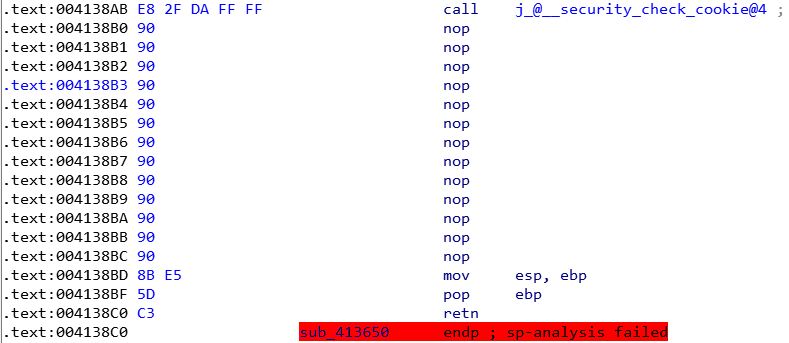 .text:004138AB E8 2F DA FF FF call j_@__security_check_cookie@4 ;
.text:004138B0 90 nop
.text:004138B1 90 nop
.text:004138B2 90 nop
.text:004138B3 90 nop
.text:004138B4 90 nop
.text:004138B5 90 nop
.text:004138B6 90 nop
.text:004138B7 90 nop
.text:004138B8 90 nop
.text:004138B9 90 nop
.text:004138BA 90 nop
.text:004138BB 90 nop
.text:004138BC 90 nop
.text:004138BD 8B E5 mov esp, ebp
.text:004138BF 5D pop ebp
.text:004138C0 C3 retn
.text:004138C0 sub_413650 endp ; sp-analysis failed